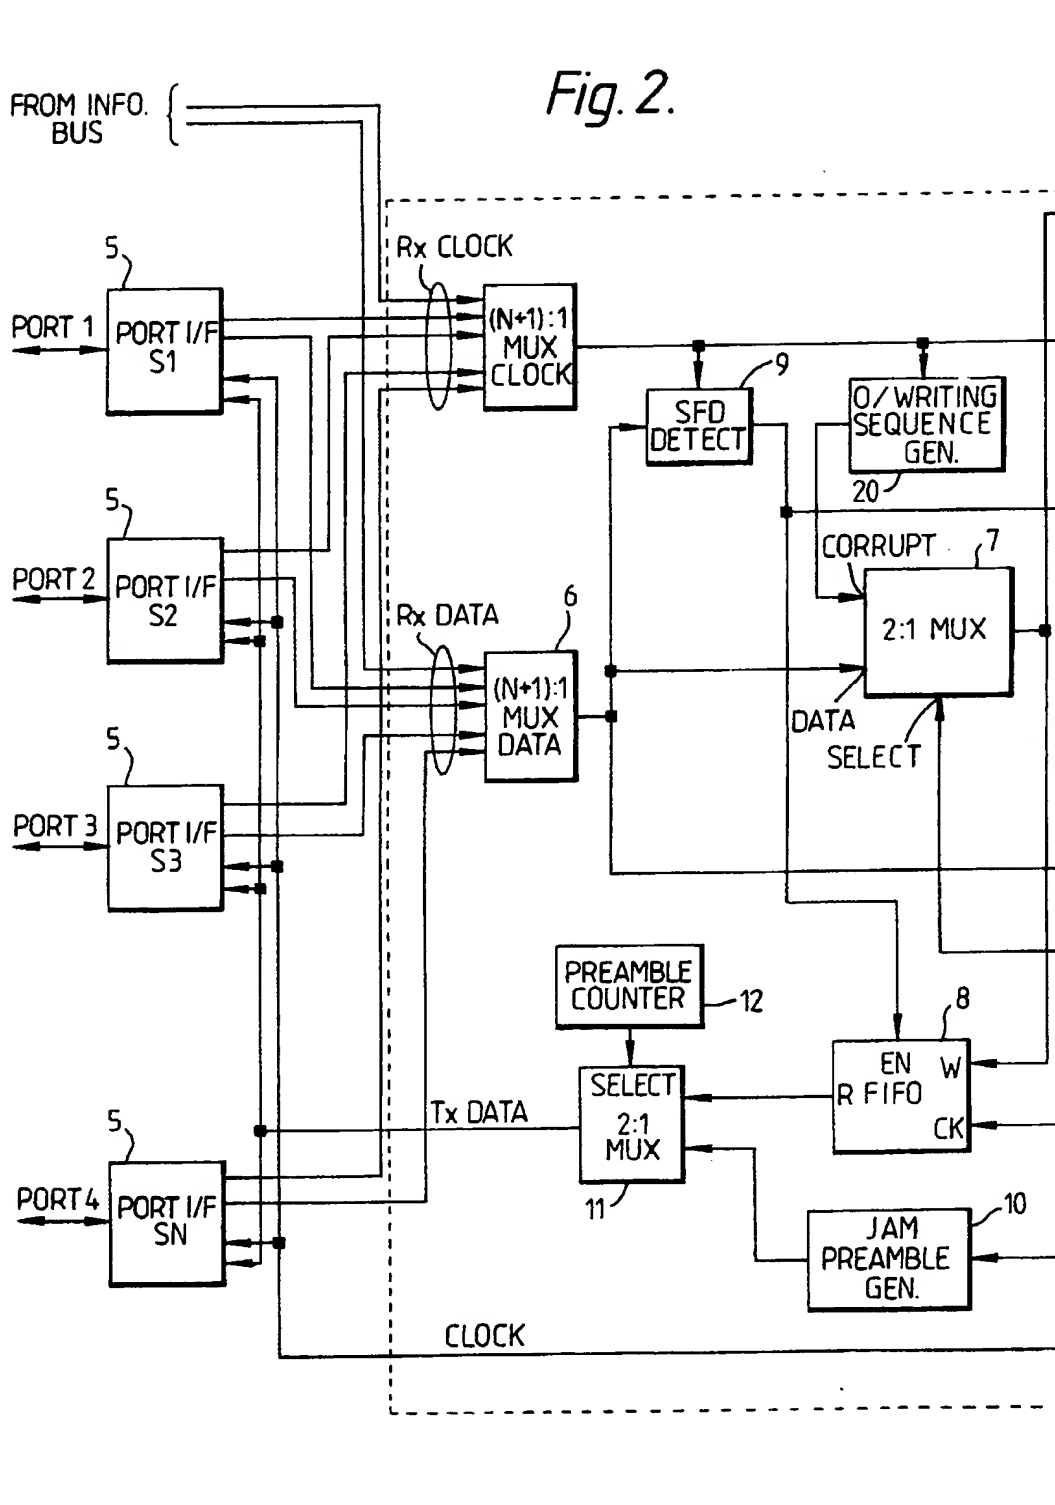 Fig. 2.
FROM INFO.
BUS
Rx CLOCK
5
PORT 1
PORT I/F
S1
(N+1):1
MUX
CLOCK
9
SFD
DETECT
O/WRITING
SEQUENCE
GEN.
20
5
PORT 2
PORT I/F
S2
CORRUPT
7
2:1 MUX
DATA
SELECT
Rx DATA
6
(N+1):1
MUX
DATA
5
PORT 3
PORT I/F
S3
PREAMBLE
COUNTER
12
8
EN
W
R FIFO
CK
SELECT
2:1
MUX
11
Tx DATA
5
PORT 4
PORT I/F
SN
10
JAM
PREAMBLE
GEN.
CLOCK